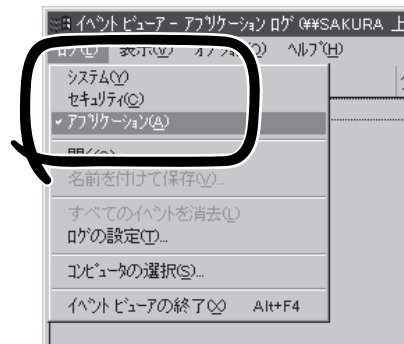 イベント ビューア - アプリケーション ログ (¥¥SAKURA 上
ログ(L) 表示(V) オプション(O) ヘルプ(H)
システム(Y)
セキュリティ(C)
✓アプリケーション(A)
開く(O)...
名前を付けて保存(V)...
すべてのイベントを消去(L)
ログの設定(T)...
コンピュータの選択(S)...
イベント ビューアの終了(X) Alt+F4